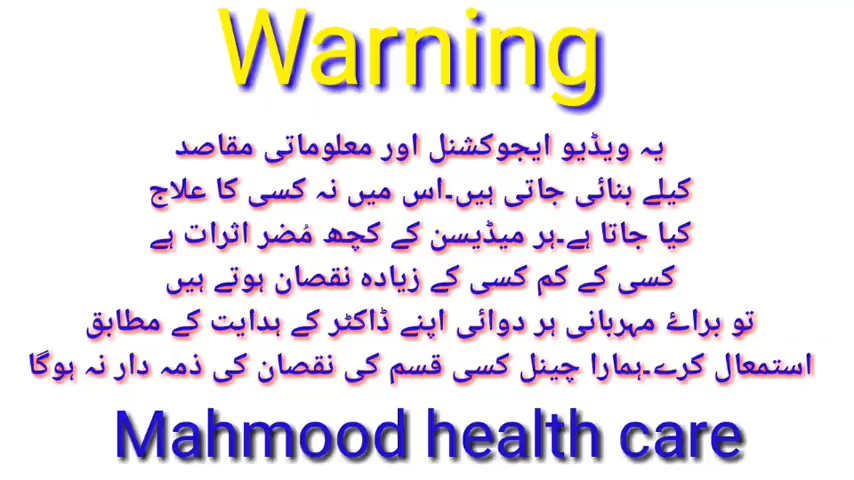 Warning
یہ ویڈیو ایجوکشنل اور معلوماتی مقاصد
کیلے بنائی جاتی ہیں۔اس میں نہ کسی کا علاج
کیا جاتا ہے۔ہر میڈیسن کے کچھ مُضر اثرات ہے
کسی کے کم کسی کے زیادہ نقصان ہوتے ہیں
تو براۓ مہربانی ہر دوائی اپنے ڈاکٹر کے ہدایت کے مطابق
استمعال کرے۔ہمارا چینل کسی قسم کی نقصان کی ذمہ دار نہ ہوگا
Mahmood health care